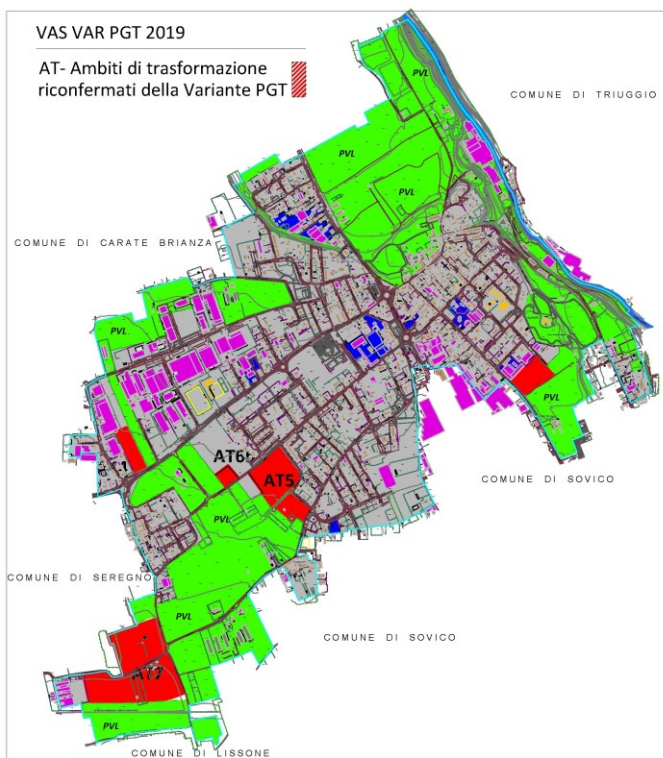 VAS VAR PGT 2019
AT- Ambiti di trasformazione
riconfermati della Variante PGT
PVL
COMUNE DI TRIUGGIO
PVL
PVL
COMUNE DI CARATE BRIANZA
PVL
PVL
AT6
AT5
COMUNE DI SOVICO
PVL
COMUNE DI SEREGNO
PVL
COMUNE DI SOVICO
PVL
COMUNE DI LISSONE